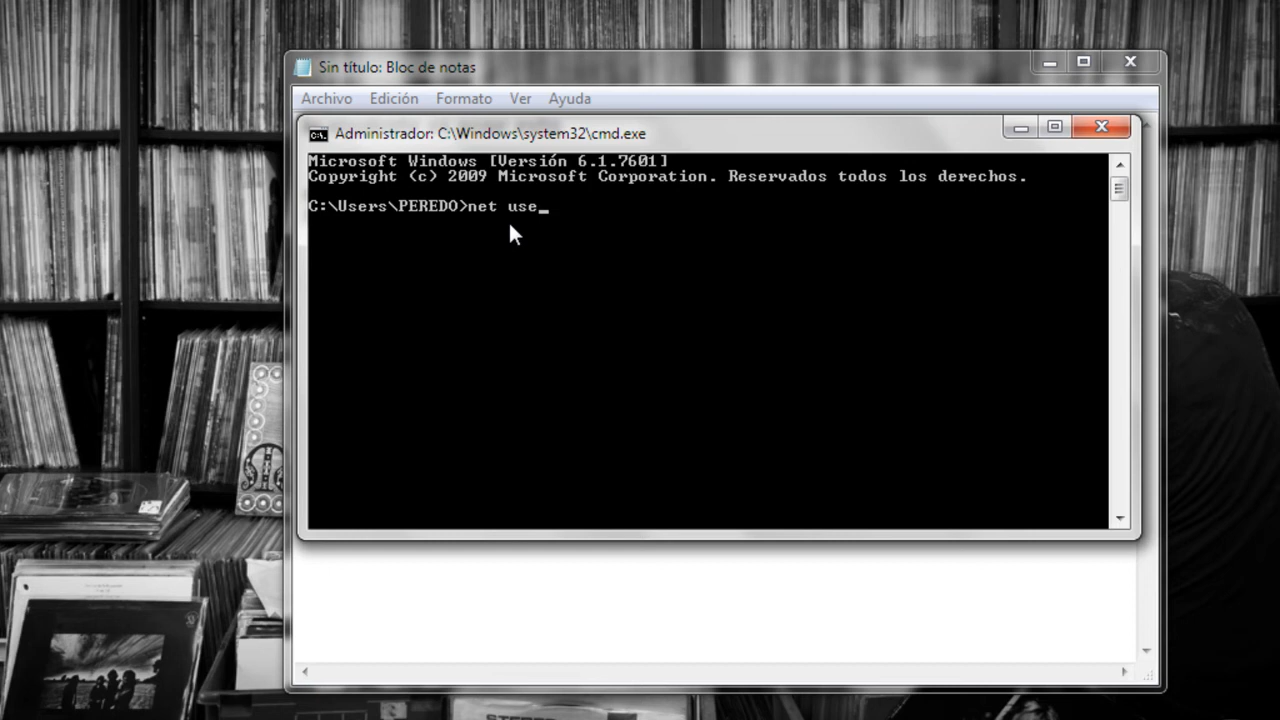 Sin título: Bloc de notas
Archivo Edición Formato Ver Ayuda
Administrador: C:\Windows\system32\cmd.exe
Microsoft Windows [Versión 6.1.7601]
Copyright (c) 2009 Microsoft Corporation. Reservados todos los derechos.
C:\Users\PEREDO>net use_